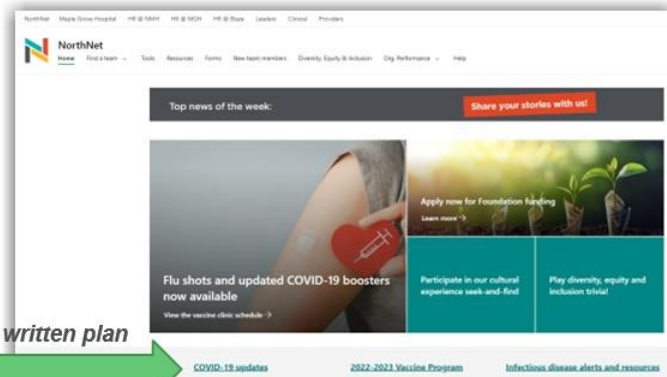 NorthNet Maple Grove Hospital HR @ NMH HR @ MGH HR @ Blaze Leaders Clinical Providers
NorthNet
Home Find a team Tools Resources Forms New team members Diversity, Equity & Inclusion Org. Performance Help
Top news of the week:
Share your stories with us!
Apply now for Foundation funding
Learn more →
Flu shots and updated COVID-19 boosters
now available
View the vaccine clinic schedule →
Participate in our cultural
experience seek-and-find
Play diversity, equity and
inclusion trivia!
written plan
COVID-19 updates 2022-2023 Vaccine Program Infectious disease alerts and resources